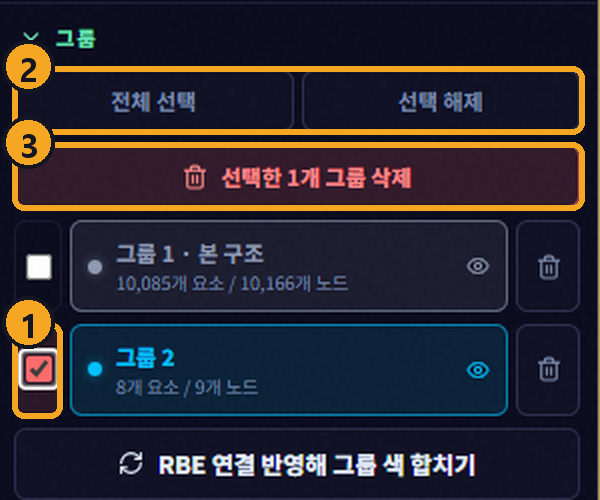 그룹
2
전체 선택
선택 해제
3
선택한 1개 그룹 삭제
그룹 1 · 본 구조
10,085개 요소 / 10,166개 노드
1
그룹 2
8개 요소 / 9개 노드
RBE 연결 반영해 그룹 색 합치기